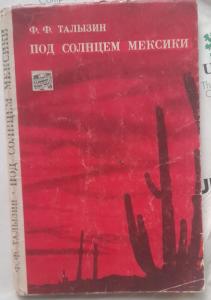 Ф. Ф. ТАЛЫЗИН
ПОД СОЛНЦЕМ МЕКСИКИ
Ф. Ф. ТАЛЫЗИН — ПОД СОЛНЦЕМ МЕКСИКИ